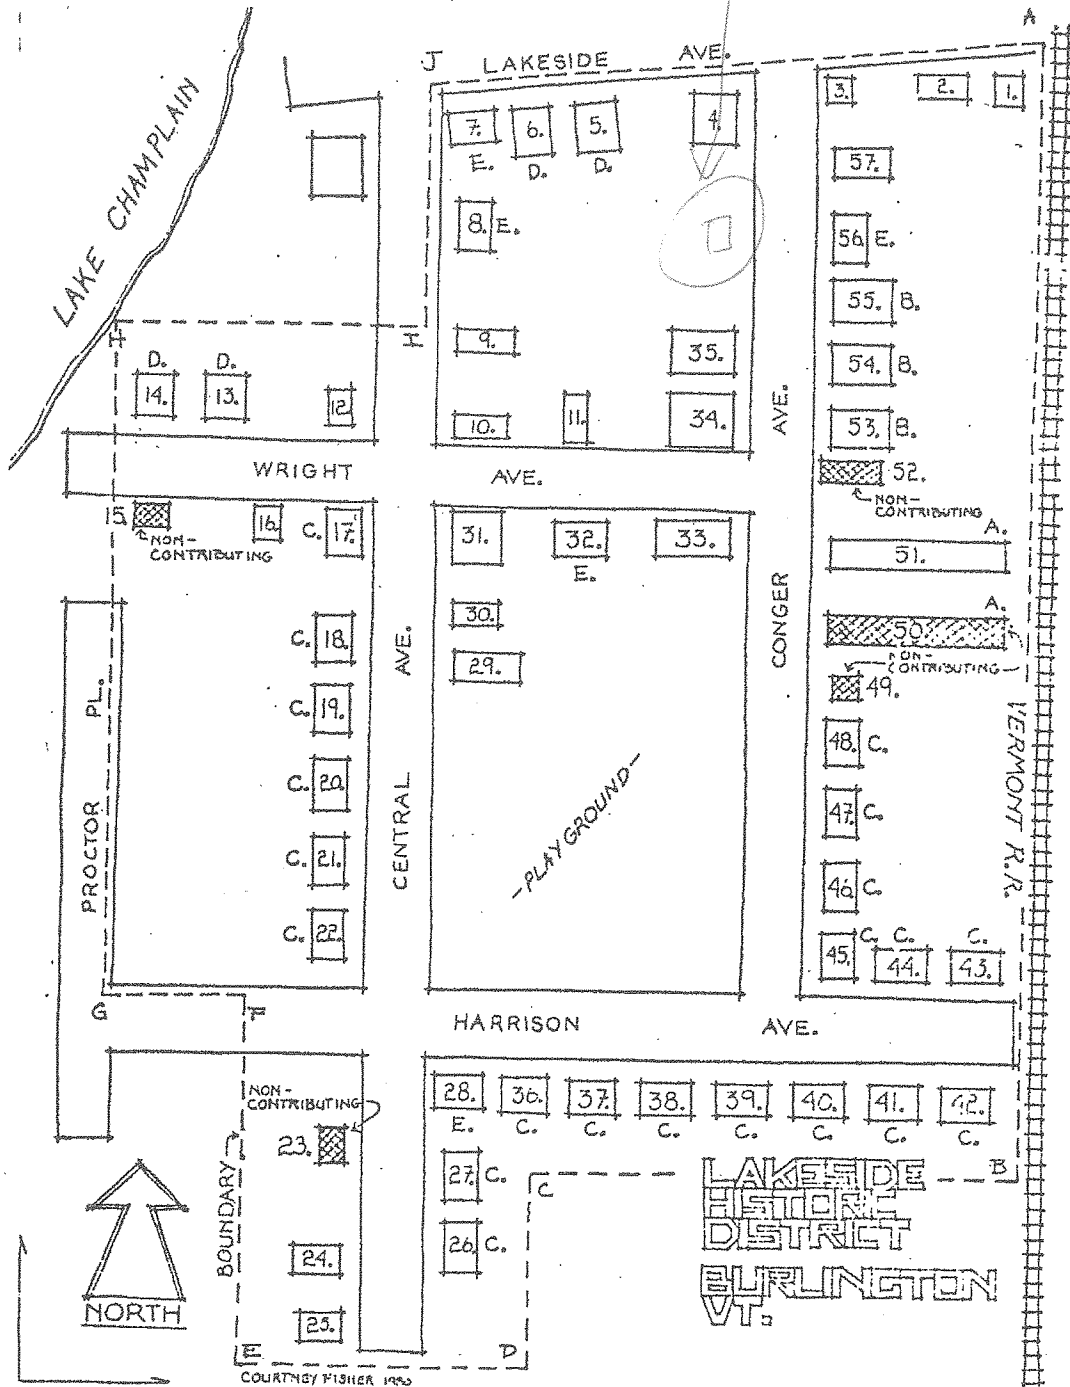 A
J
LAKESIDE AVE.
3. 2. 1.
7. 6. 5. 4.
E. D. D.
57.
LAKE CHAMPLAIN
8. E.
56. E.
55. B.
H
I
9.
35.
54. B.
D. D.
14. 13. 12.
10. 11. 34.
AVE.
53. B.
WRIGHT AVE.
52.
NON-
CONTRIBUTING
15.
NON-
CONTRIBUTING
16. C. 17.
31. 32. 33.
E.
A.
51.
CONGER
30.
A.
50.
NON-
CONTRIBUTING
C. 18.
AVE.
29.
49.
PL.
C. 19.
48. C.
VERMONT R.R.
C. 20.
-PLAYGROUND-
47. C.
PROCTOR
CENTRAL
C. 21.
46. C.
C. 22.
45. C. C. C.
44. 43.
G
F
HARRISON AVE.
NON-
CONTRIBUTING
28. 36. 37. 38. 39. 40. 41. 42.
E. C. C. C. C. C. C. C.
23.
27. C.
C
B
LAKESIDE
HISTORIC
DISTRICT
BURLINGTON
VT.
BOUNDARY
26. C.
24.
NORTH
25.
E
D
COURTNEY FISHER